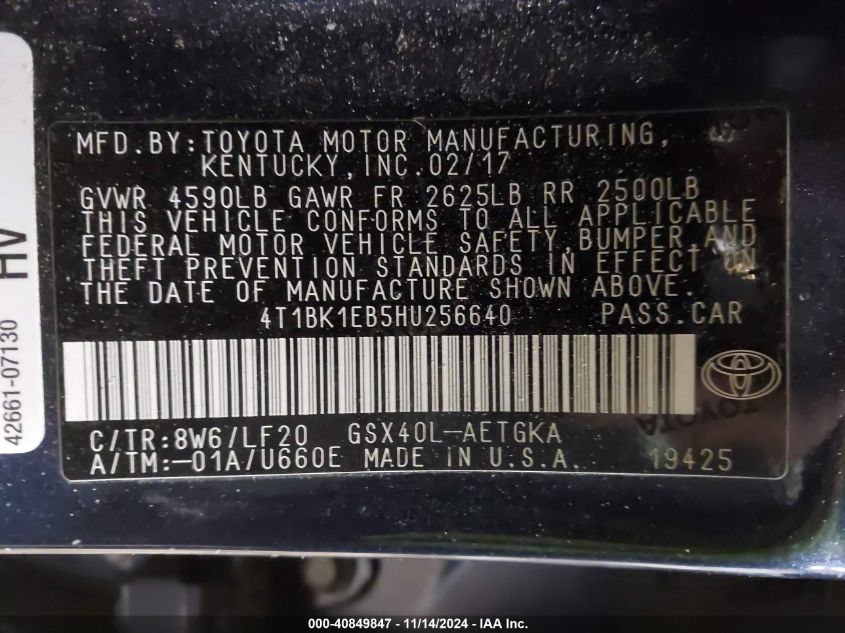 MFD.BY:TOYOTA MOTOR MANUFACTURING,
KENTUCKY,INC.02/17
GVWR 4590LB GAWR FR 2625LB RR 2500LB
THIS VEHICLE CONFORMS TO ALL APPLICABLE
FEDERAL MOTOR VEHICLE SAFETY,BUMPER,AND
THEFT PREVENTION STANDARDS IN EFFECT ON
THE DATE OF MANUFACTURE SHOWN ABOVE.
4T1BK1EB5HU256640 PASS.CAR
C/TR:8W6/LF20 GSX40L-AETGKA
A/TM:-01A/U660E MADE IN U.S.A. 19425
TOYOTA
HV
42661-07130
000-40849847 - 11/14/2024 - IAA Inc.